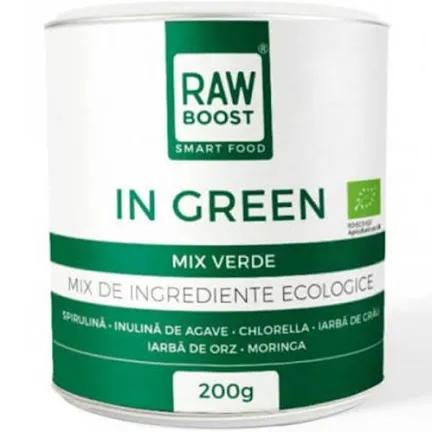 RAW
BOOST
®
SMART FOOD
IN GREEN
MIX VERDE
MIX DE INGREDIENTE ECOLOGICE
SPIRULINĂ • INULINĂ DE AGAVE • CHLORELLA • IARBĂ DE GRÂU
IARBĂ DE ORZ • MORINGA
200g